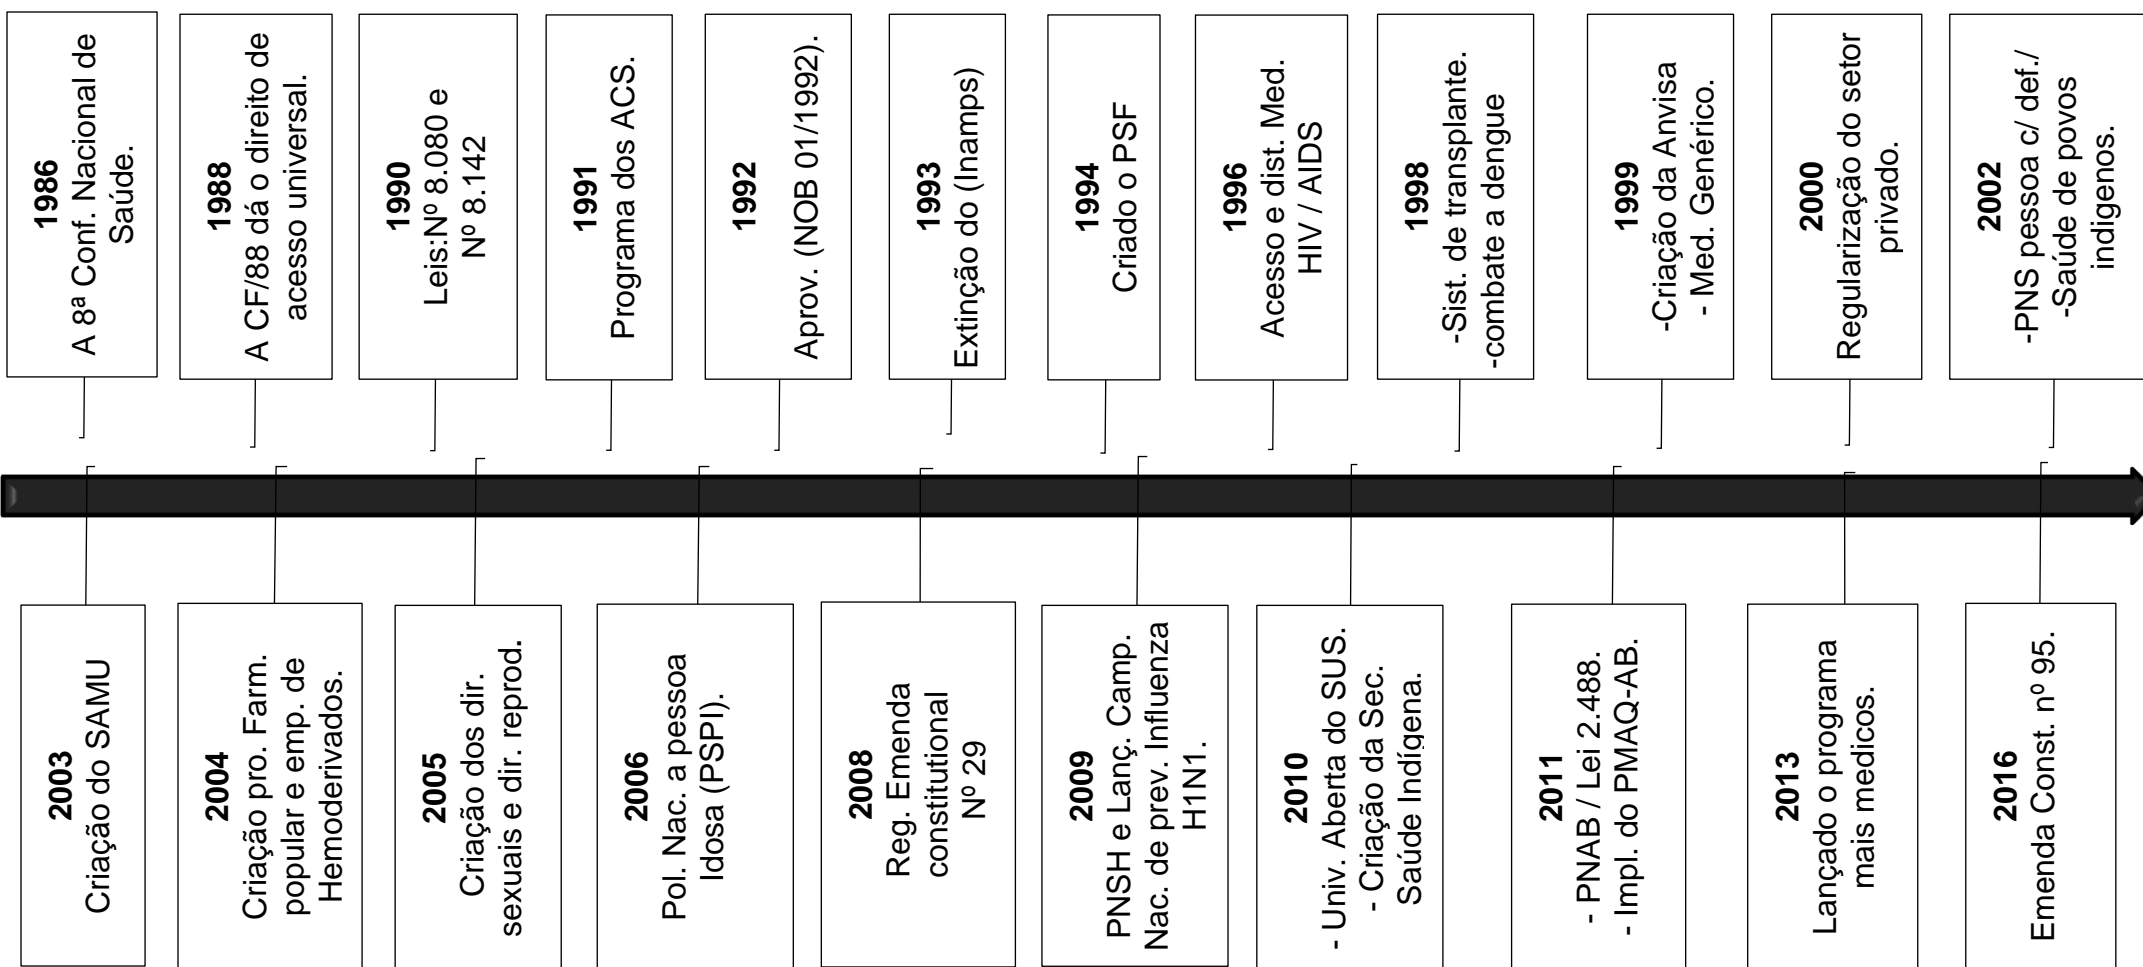 1986
A 8ª Conf. Nacional de
Saúde.
1988
A CF/88 dá o direito de
acesso universal.
1990
Leis:Nº 8.080 e
Nº 8.142
1991
Programa dos ACS.
1992
Aprov. (NOB 01/1992).
1993
Extinção do (Inamps)
1994
Criado o PSF
1996
Acesso e dist. Med.
HIV / AIDS
1998
-Sist. de transplante.
-combate a dengue
1999
-Criação da Anvisa
- Med. Genérico.
2000
Regularização do setor
privado.
2002
-PNS pessoa c/ def./
-Saúde de povos
indigenos.
2003
Criação do SAMU
2004
Criação pro. Farm.
popular e emp. de
Hemoderivados.
2005
Criação dos dir.
sexuais e dir. reprod.
2006
Pol. Nac. a pessoa
Idosa (PSPI).
2008
Reg. Emenda
constitutional
Nº 29
2009
PNSH e Lanç. Camp.
Nac. de prev. Influenza
H1N1.
2010
- Univ. Aberta do SUS.
- Criação da Sec.
Saúde Indígena.
2011
- PNAB / Lei 2.488.
- Impl. do PMAQ-AB.
2013
Lançado o programa
mais medicos.
2016
Emenda Const. nº 95.